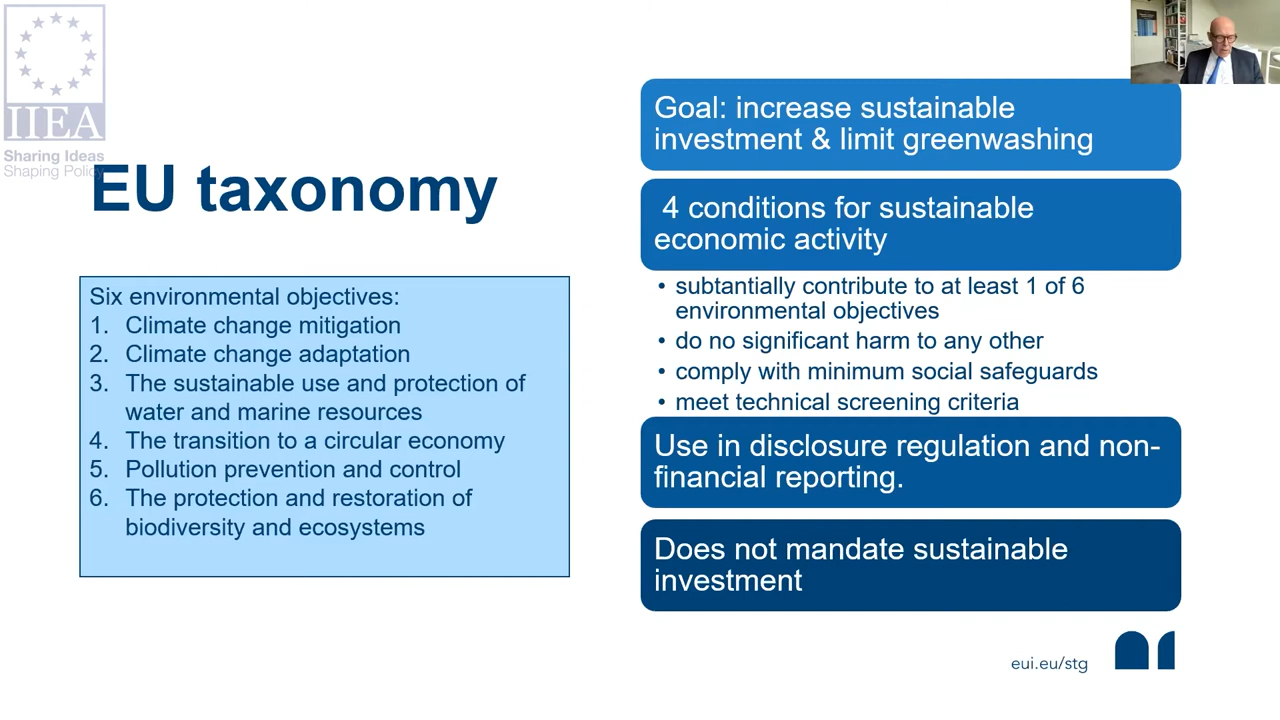 IIEA
Sharing Ideas
Shaping Policy
EU taxonomy
Six environmental objectives:
1. Climate change mitigation
2. Climate change adaptation
3. The sustainable use and protection of
water and marine resources
4. The transition to a circular economy
5. Pollution prevention and control
6. The protection and restoration of
biodiversity and ecosystems
Goal: increase sustainable
investment & limit greenwashing
4 conditions for sustainable
economic activity
• subtantially contribute to at least 1 of 6
environmental objectives
• do no significant harm to any other
• comply with minimum social safeguards
• meet technical screening criteria
Use in disclosure regulation and non-
financial reporting.
Does not mandate sustainable
investment
eui.eu/stg